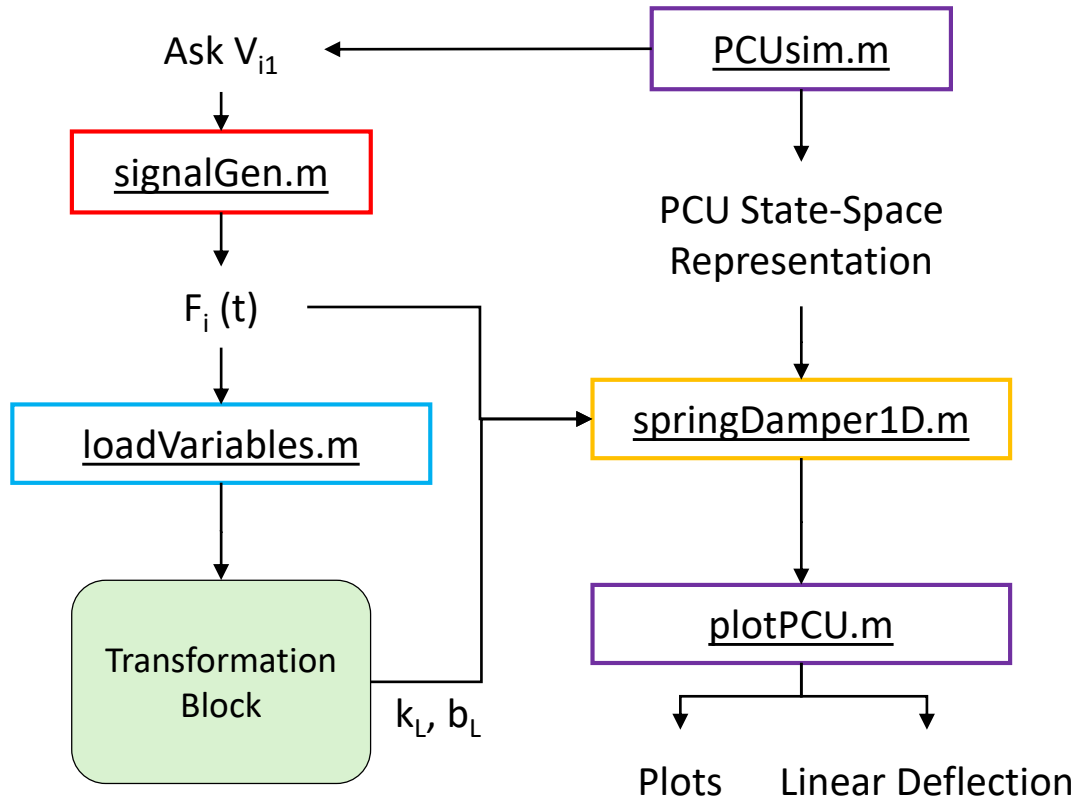 Ask Vi1
PCUsim.m
signalGen.m
PCU State-Space
Representation
Fi (t)
loadVariables.m
springDamper1D.m
Transformation
Block
kL, bL
plotPCU.m
Plots
Linear Deflection